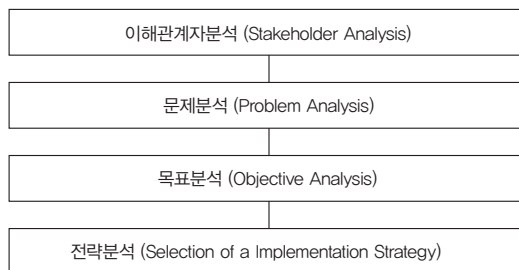 이해관계자분석 (Stakeholder Analysis)
문제분석 (Problem Analysis)
목표분석 (Objective Analysis)
전략분석 (Selection of a Implementation Strategy)